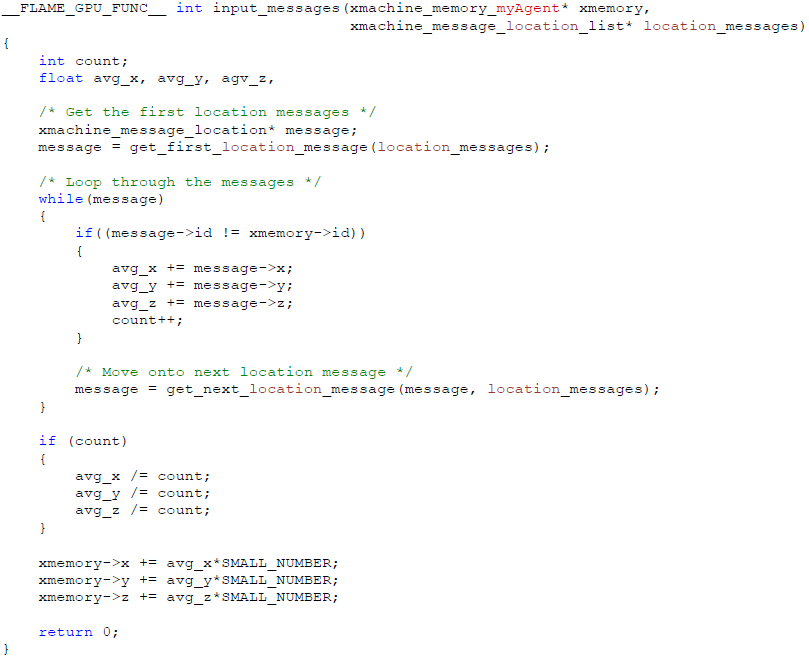 __FLAME_GPU_FUNC__ int input_messages(xmachine_memory_myAgent* xmemory,
                                      xmachine_message_location_list* location_messages)
{
    int count;
    float avg_x, avg_y, agv_z,

    /* Get the first location messages */
    xmachine_message_location* message;
    message = get_first_location_message(location_messages);

    /* Loop through the messages */
    while(message)
    {
        if((message->id != xmemory->id))
        {
            avg_x += message->x;
            avg_y += message->y;
            avg_z += message->z;
            count++;
        }

        /* Move onto next location message */
        message = get_next_location_message(message, location_messages);
    }

    if (count)
    {
        avg_x /= count;
        avg_y /= count;
        avg_z /= count;
    }

    xmemory->x += avg_x*SMALL_NUMBER;
    xmemory->y += avg_y*SMALL_NUMBER;
    xmemory->z += avg_z*SMALL_NUMBER;

    return 0;
}